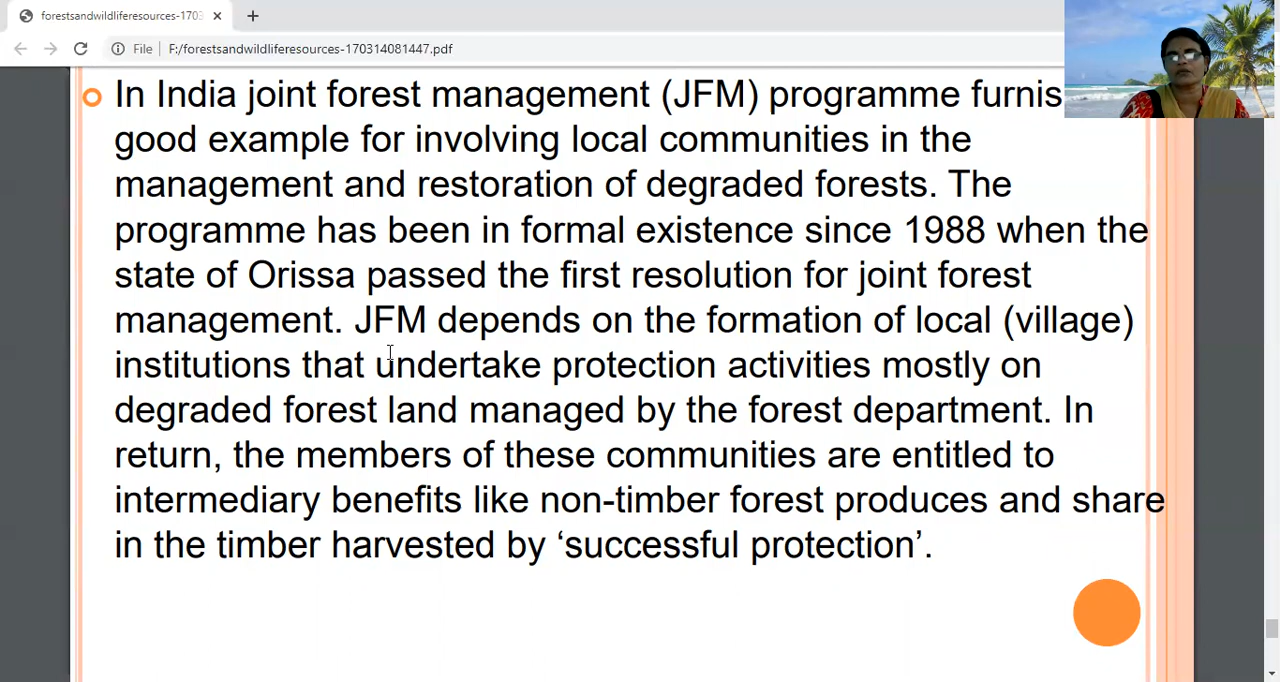 forestsandwildliferesources-1703
File F:/forestsandwildliferesources-170314081447.pdf
In India joint forest management (JFM) programme furnis
good example for involving local communities in the
management and restoration of degraded forests. The
programme has been in formal existence since 1988 when the
state of Orissa passed the first resolution for joint forest
management. JFM depends on the formation of local (village)
institutions that undertake protection activities mostly on
degraded forest land managed by the forest department. In
return, the members of these communities are entitled to
intermediary benefits like non-timber forest produces and share
in the timber harvested by ‘successful protection’.